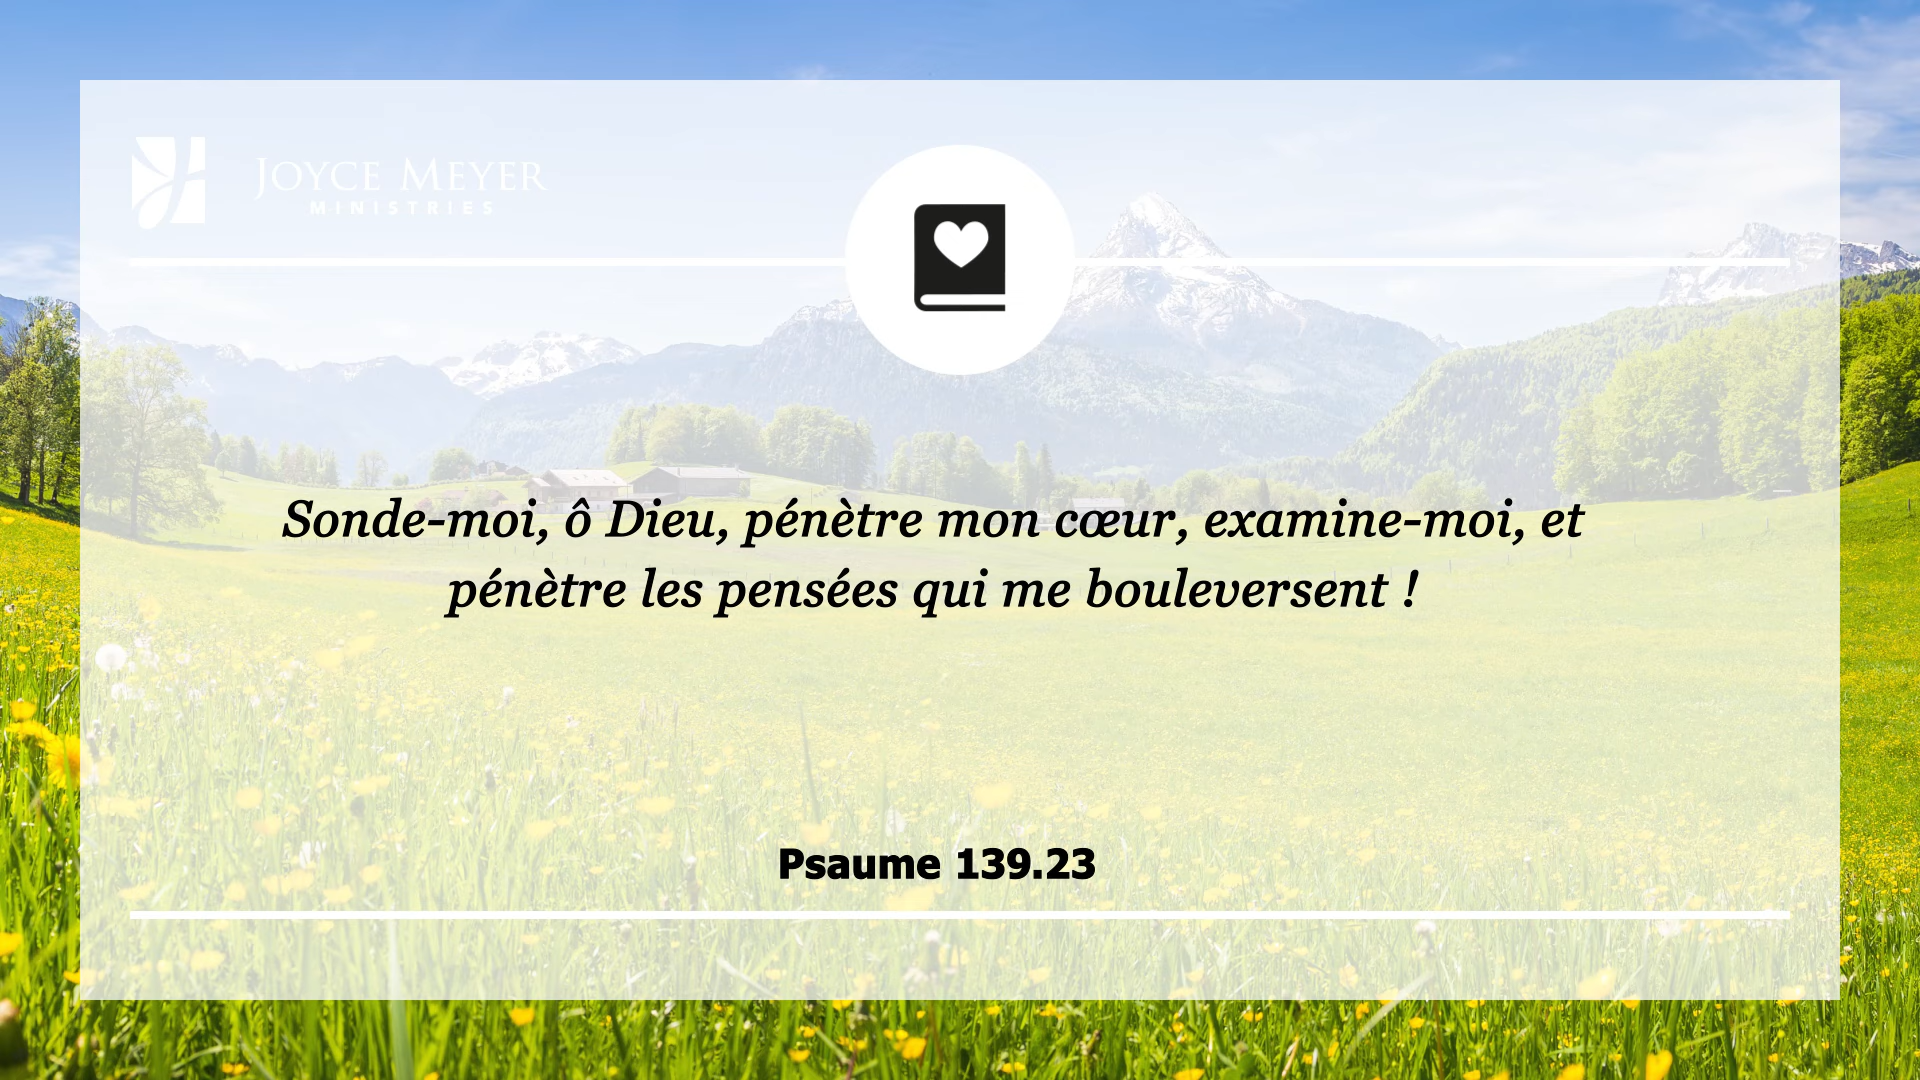 JOYCE MEYER
MINISTRIES
Sonde-moi, ô Dieu, pénètre mon cœur, examine-moi, et
pénètre les pensées qui me bouleversent !
Psaume 139.23